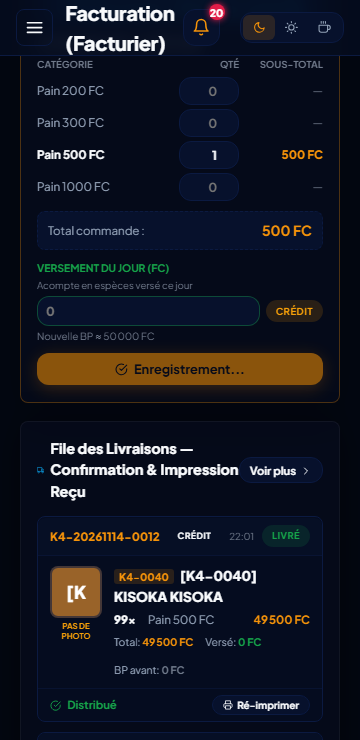 Facturation
(Facturier)
20
CATÉGORIE QTÉ SOUS-TOTAL
Pain 200 FC 0 —
Pain 300 FC 0 —
Pain 500 FC 1 500 FC
Pain 1000 FC 0 —
Total commande : 500 FC
VERSEMENT DU JOUR (FC)
Acompte en espèces versé ce jour
0 CRÉDIT
Nouvelle BP ≈ 50 000 FC
Enregistrement...
File des Livraisons —
Confirmation & Impression
Reçu
Voir plus
K4-20261114-0012 CRÉDIT 22:01 LIVRÉ
[K
PAS DE
PHOTO
K4-0040 [K4-0040]
KISOKA KISOKA
99× Pain 500 FC 49 500 FC
Total: 49 500 FC Versé: 0 FC
BP avant: 0 FC
Distribué Ré-imprimer